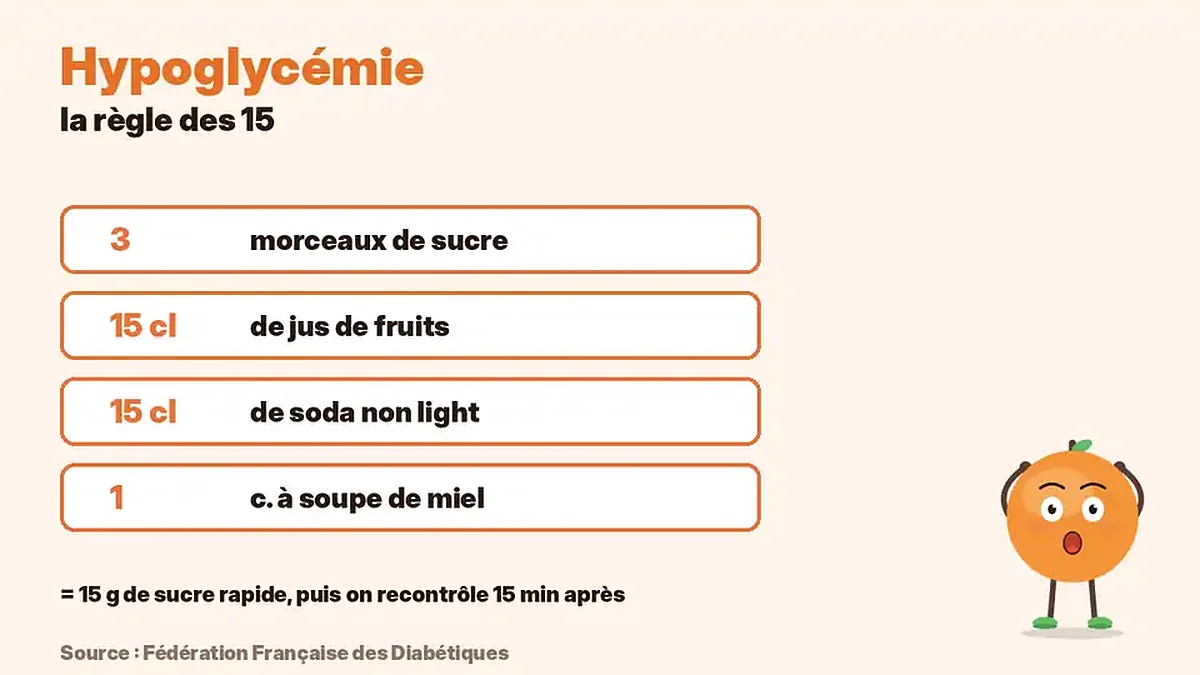 Hypoglycémie
la règle des 15
3 morceaux de sucre
15 cl de jus de fruits
15 cl de soda non light
1 c. à soupe de miel
= 15 g de sucre rapide, puis on recontrôle 15 min après
Source : Fédération Française des Diabétiques